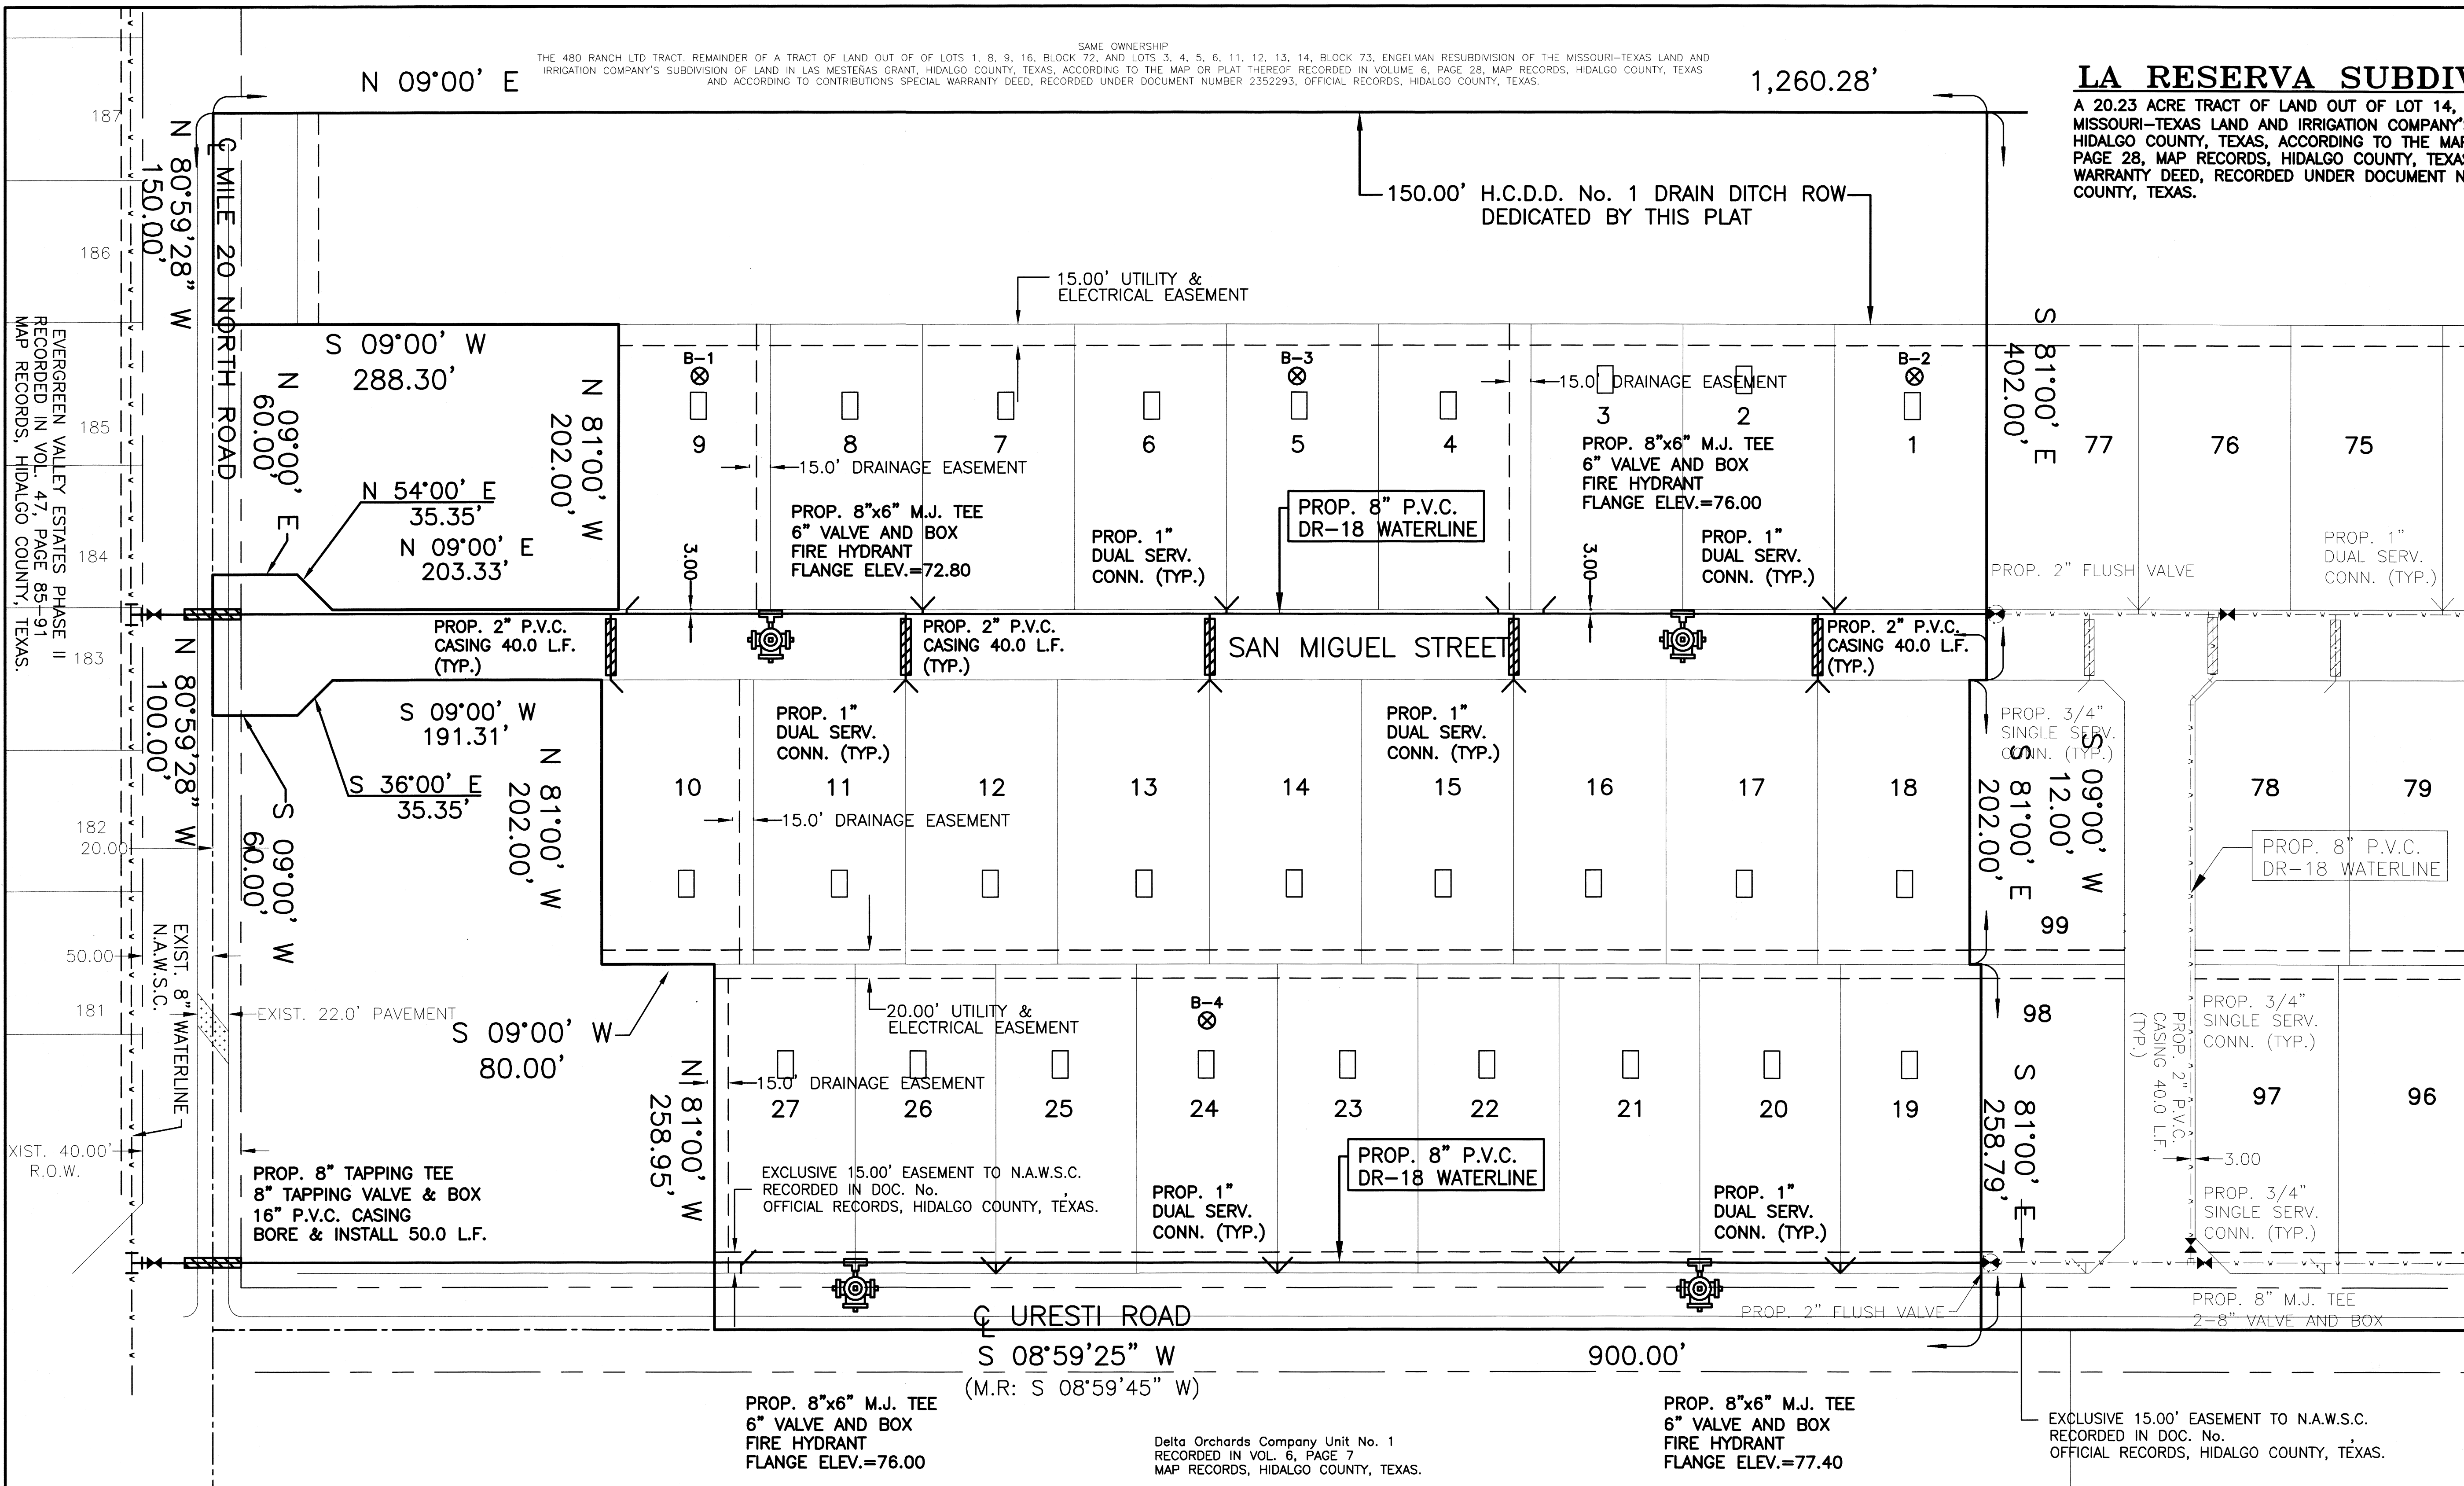 SAME OWNERSHIP
THE 480 RANCH LTD TRACT. REMAINDER OF A TRACT OF LAND OUT OF OF LOTS 1, 8, 9, 16, BLOCK 72, AND LOTS 3, 4, 5, 6, 11, 12, 13, 14, BLOCK 73, ENGELMAN RESUBDIVISION OF THE MISSOURI-TEXAS LAND AND
IRRIGATION COMPANY'S SUBDIVISION OF LAND IN LAS MESTEÑAS GRANT, HIDALGO COUNTY, TEXAS, ACCORDING TO THE MAP OR PLAT THEREOF RECORDED IN VOLUME 6, PAGE 28, MAP RECORDS, HIDALGO COUNTY, TEXAS
AND ACCORDING TO CONTRIBUTIONS SPECIAL WARRANTY DEED, RECORDED UNDER DOCUMENT NUMBER 2352293, OFFICIAL RECORDS, HIDALGO COUNTY, TEXAS.
N 09°00' E
1,260.28'
LA RESERVA SUBDIV
A 20.23 ACRE TRACT OF LAND OUT OF LOT 14,
MISSOURI-TEXAS LAND AND IRRIGATION COMPANY'
HIDALGO COUNTY, TEXAS, ACCORDING TO THE MAP
PAGE 28, MAP RECORDS, HIDALGO COUNTY, TEXAS
WARRANTY DEED, RECORDED UNDER DOCUMENT N
COUNTY, TEXAS.
187
186
185
184
183
182
181
N 80°59'28" W
150.00'
℄ MILE 20 NORTH ROAD
EVERGREEN VALLEY ESTATES PHASE II
RECORDED IN VOL. 47, PAGE 85-91
MAP RECORDS, HIDALGO COUNTY, TEXAS.
150.00' H.C.D.D. No. 1 DRAIN DITCH ROW
DEDICATED BY THIS PLAT
15.00' UTILITY &
ELECTRICAL EASEMENT
S 09°00' W
288.30'
N 09°00' E
60.00'
N 81°00' W
202.00'
N 54°00' E
35.35'
N 09°00' E
203.33'
B-1
B-3
B-2
15.0' DRAINAGE EASEMENT
9
8
7
6
5
4
3
2
1
15.0' DRAINAGE EASEMENT
PROP. 8"x6" M.J. TEE
6" VALVE AND BOX
FIRE HYDRANT
FLANGE ELEV.=72.80
PROP. 1"
DUAL SERV.
CONN. (TYP.)
PROP. 8" P.V.C.
DR-18 WATERLINE
PROP. 8"x6" M.J. TEE
6" VALVE AND BOX
FIRE HYDRANT
FLANGE ELEV.=76.00
PROP. 1"
DUAL SERV.
CONN. (TYP.)
3.00
3.00
S 81°00' E
402.00'
77
76
75
PROP. 2" FLUSH VALVE
PROP. 1"
DUAL SERV.
CONN. (TYP.)
PROP. 2" P.V.C.
CASING 40.0 L.F.
(TYP.)
PROP. 2" P.V.C.
CASING 40.0 L.F.
(TYP.)
SAN MIGUEL STREET
PROP. 2" P.V.C.
CASING 40.0 L.F.
(TYP.)
N 80°59'28" W
100.00'
S 09°00' W
191.31'
S 36°00' E
35.35'
S 09°00' W
60.00'
N 81°00' W
202.00'
PROP. 1"
DUAL SERV.
CONN. (TYP.)
PROP. 1"
DUAL SERV.
CONN. (TYP.)
10
11
12
13
14
15
16
17
18
15.0' DRAINAGE EASEMENT
PROP. 3/4"
SINGLE SERV.
CONN. (TYP.)
S 09°00' W
12.00'
S 81°00' E
202.00'
78
79
PROP. 8" P.V.C.
DR-18 WATERLINE
99
98
20.00
50.00
EXIST. 8" WATERLINE
N.A.W.S.C.
EXIST. 22.0' PAVEMENT
XIST. 40.00'
R.O.W.
S 09°00' W
80.00'
20.00' UTILITY &
ELECTRICAL EASEMENT
B-4
N 81°00' W
258.95'
15.0' DRAINAGE EASEMENT
27
26
25
24
23
22
21
20
19
S 81°00' E
258.79'
PROP. 2" P.V.C.
CASING 40.0 L.F.
(TYP.)
PROP. 3/4"
SINGLE SERV.
CONN. (TYP.)
97
96
3.00
PROP. 3/4"
SINGLE SERV.
CONN. (TYP.)
PROP. 8" TAPPING TEE
8" TAPPING VALVE & BOX
16" P.V.C. CASING
BORE & INSTALL 50.0 L.F.
EXCLUSIVE 15.00' EASEMENT TO N.A.W.S.C.
RECORDED IN DOC. No. ,
OFFICIAL RECORDS, HIDALGO COUNTY, TEXAS.
PROP. 1"
DUAL SERV.
CONN. (TYP.)
PROP. 8" P.V.C.
DR-18 WATERLINE
PROP. 1"
DUAL SERV.
CONN. (TYP.)
℄ URESTI ROAD
PROP. 2" FLUSH VALVE
PROP. 8" M.J. TEE
2-8" VALVE AND BOX
S 08°59'25" W
900.00'
(M.R: S 08°59'45" W)
PROP. 8"x6" M.J. TEE
6" VALVE AND BOX
FIRE HYDRANT
FLANGE ELEV.=76.00
Delta Orchards Company Unit No. 1
RECORDED IN VOL. 6, PAGE 7
MAP RECORDS, HIDALGO COUNTY, TEXAS.
PROP. 8"x6" M.J. TEE
6" VALVE AND BOX
FIRE HYDRANT
FLANGE ELEV.=77.40
EXCLUSIVE 15.00' EASEMENT TO N.A.W.S.C.
RECORDED IN DOC. No. ,
OFFICIAL RECORDS, HIDALGO COUNTY, TEXAS.